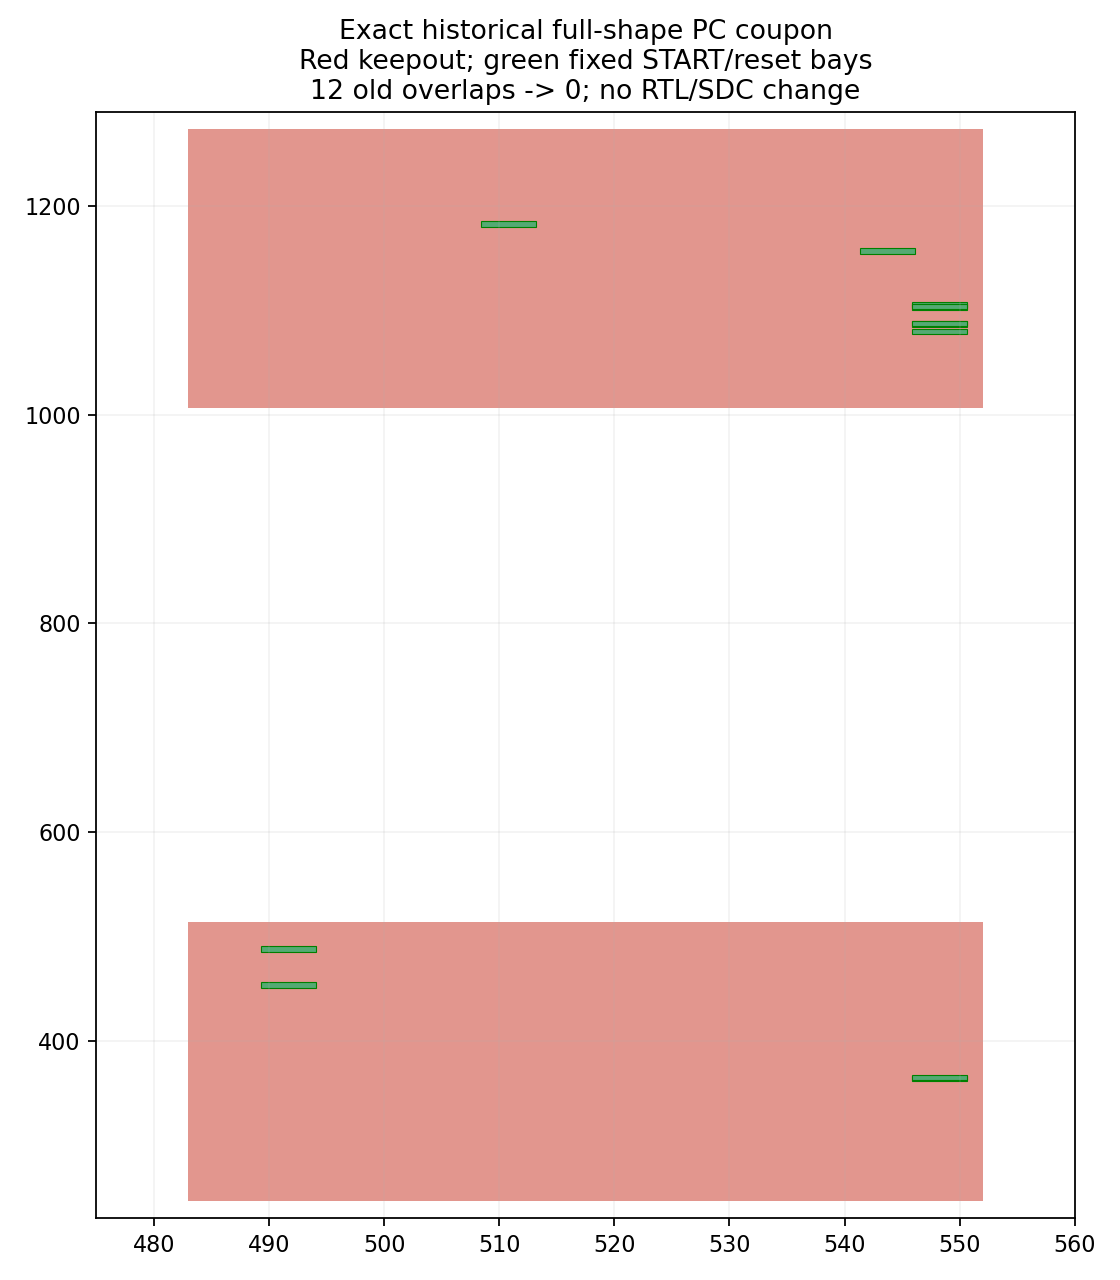 Exact historical full-shape PC coupon
Red keepout; green fixed START/reset bays
12 old overlaps -> 0; no RTL/SDC change
1200
1000
800
600
400
480 490 500 510 520 530 540 550 560